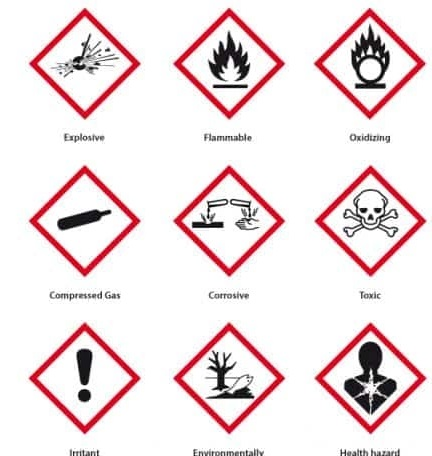 Explosive
Flammable
Oxidizing
Compressed Gas
Corrosive
Toxic
Irritant
Environmentally
Health hazard